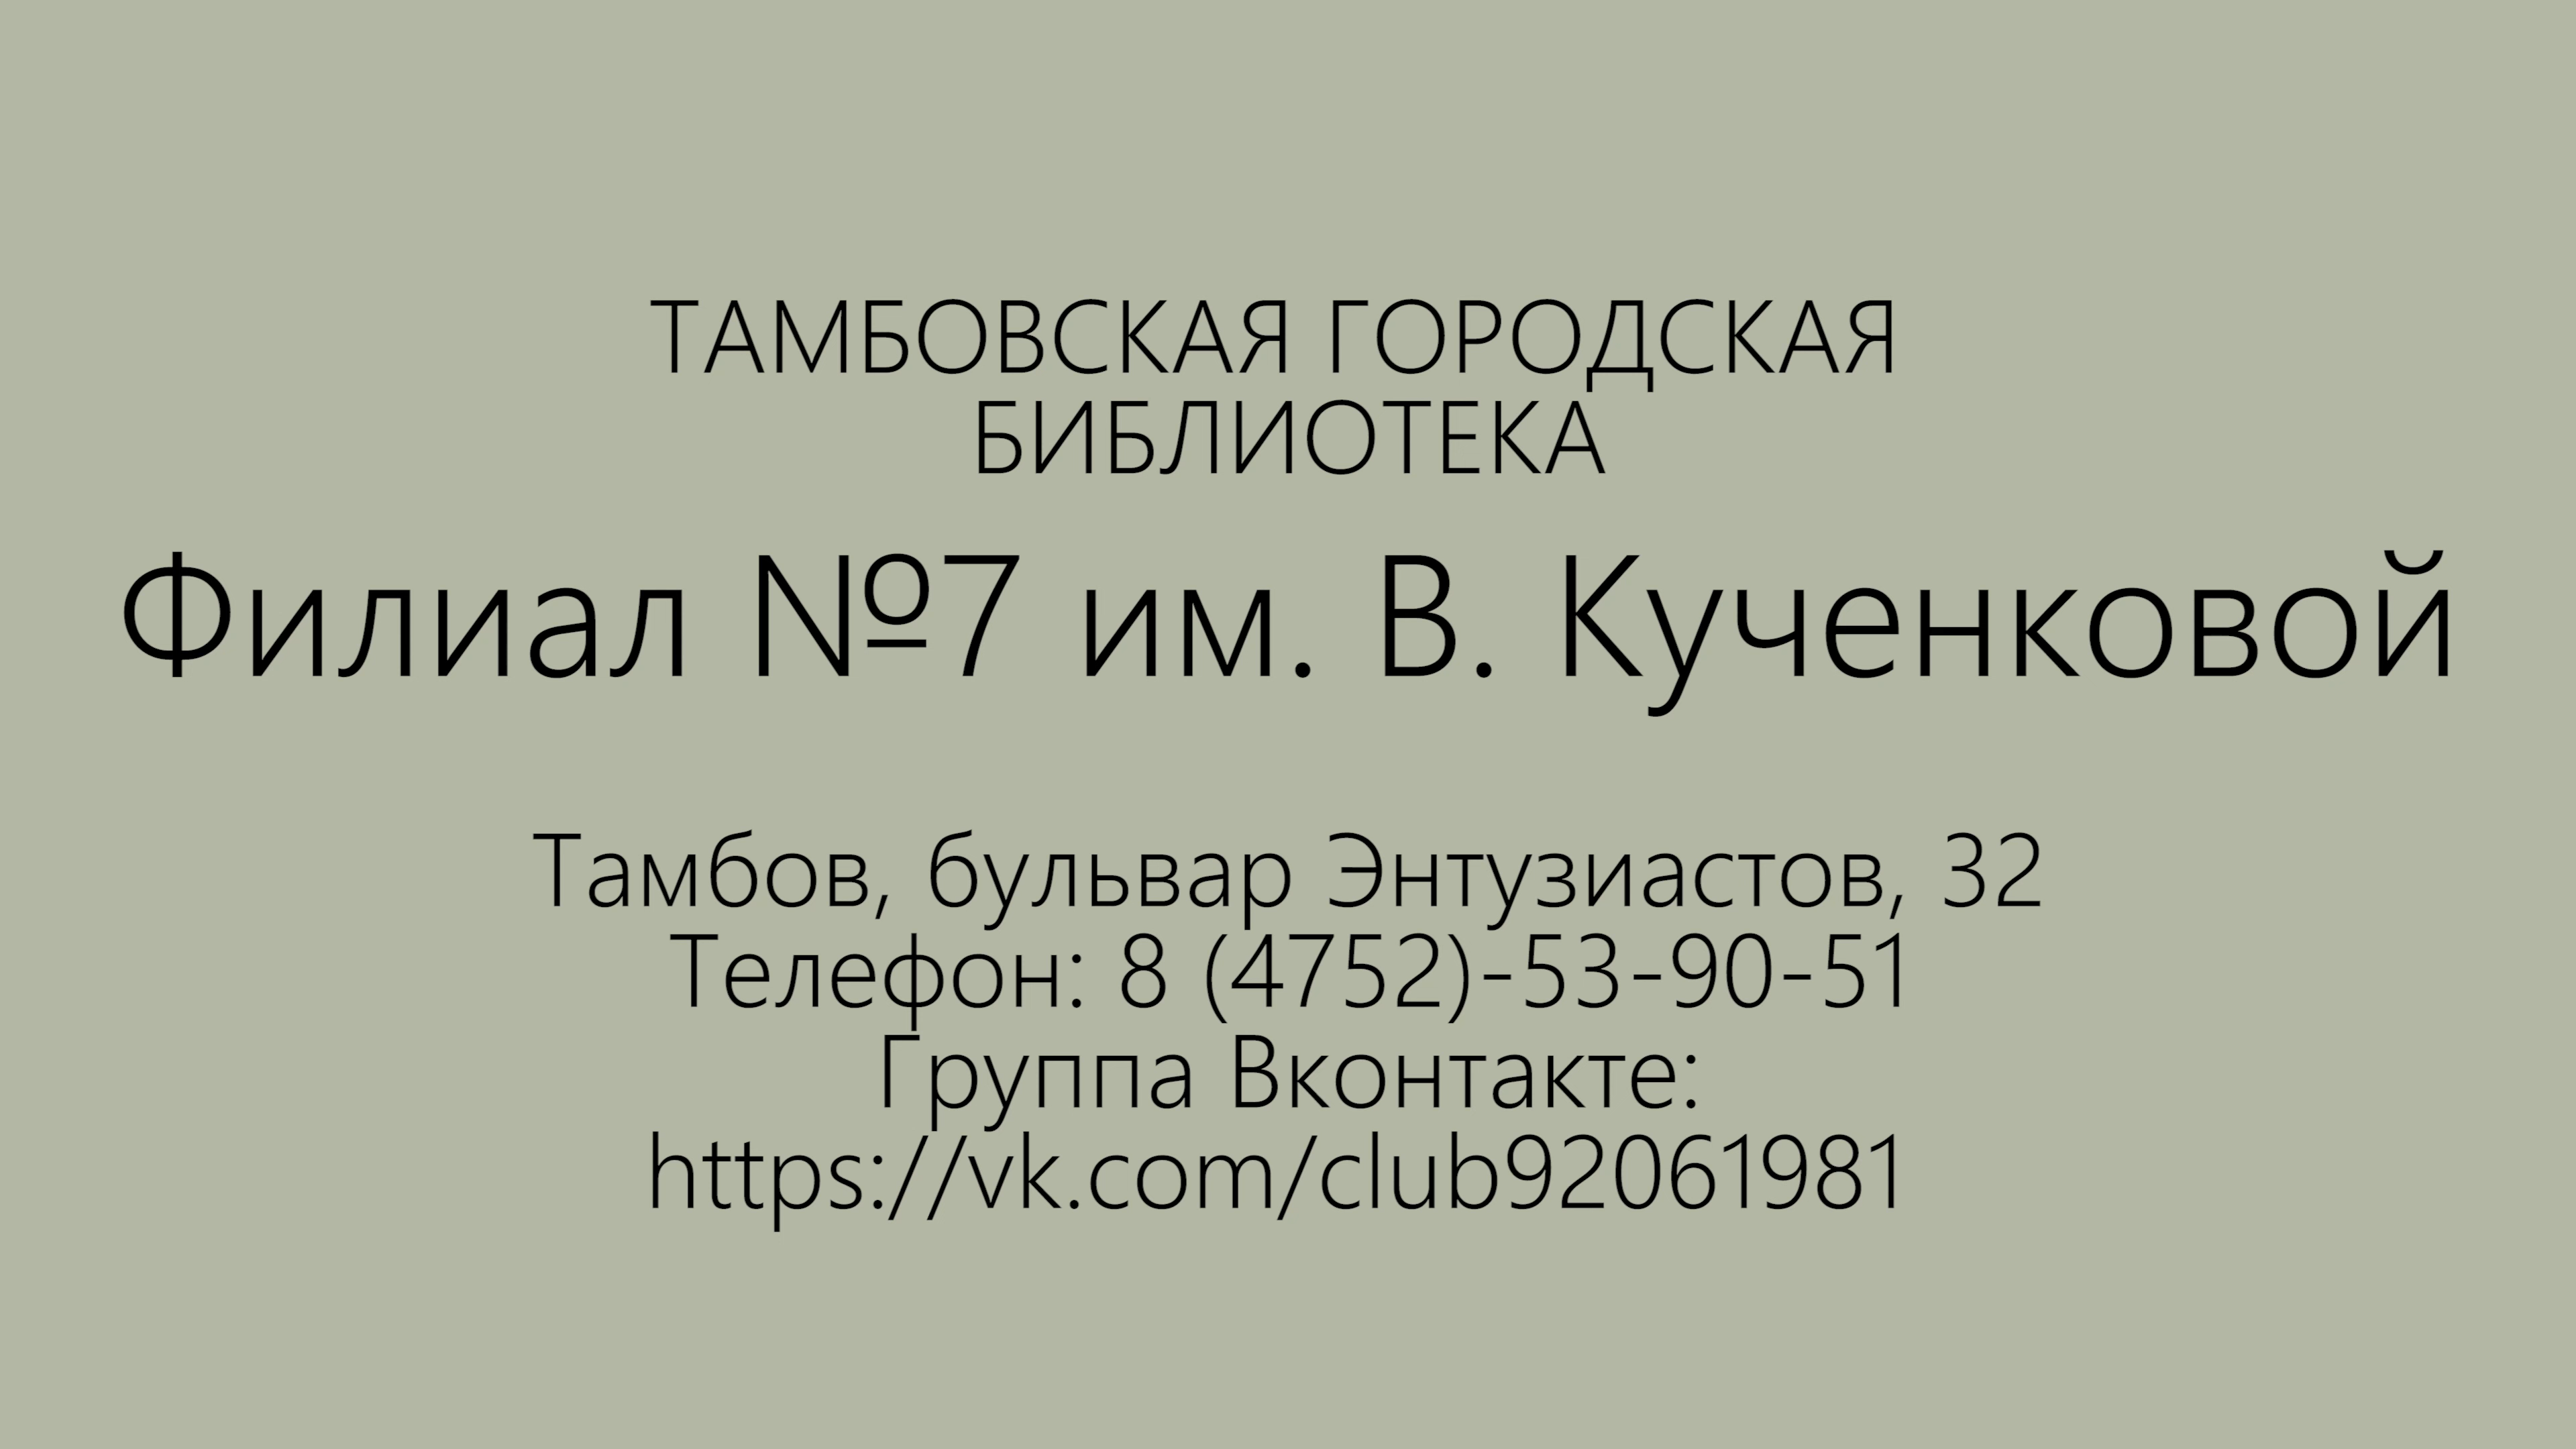 ТАМБОВСКАЯ ГОРОДСКАЯ
БИБЛИОТЕКА
Филиал №7 им. В. Кученковой
Тамбов, бульвар Энтузиастов, 32
Телефон: 8 (4752)-53-90-51
Группа Вконтакте:
https://vk.com/club92061981